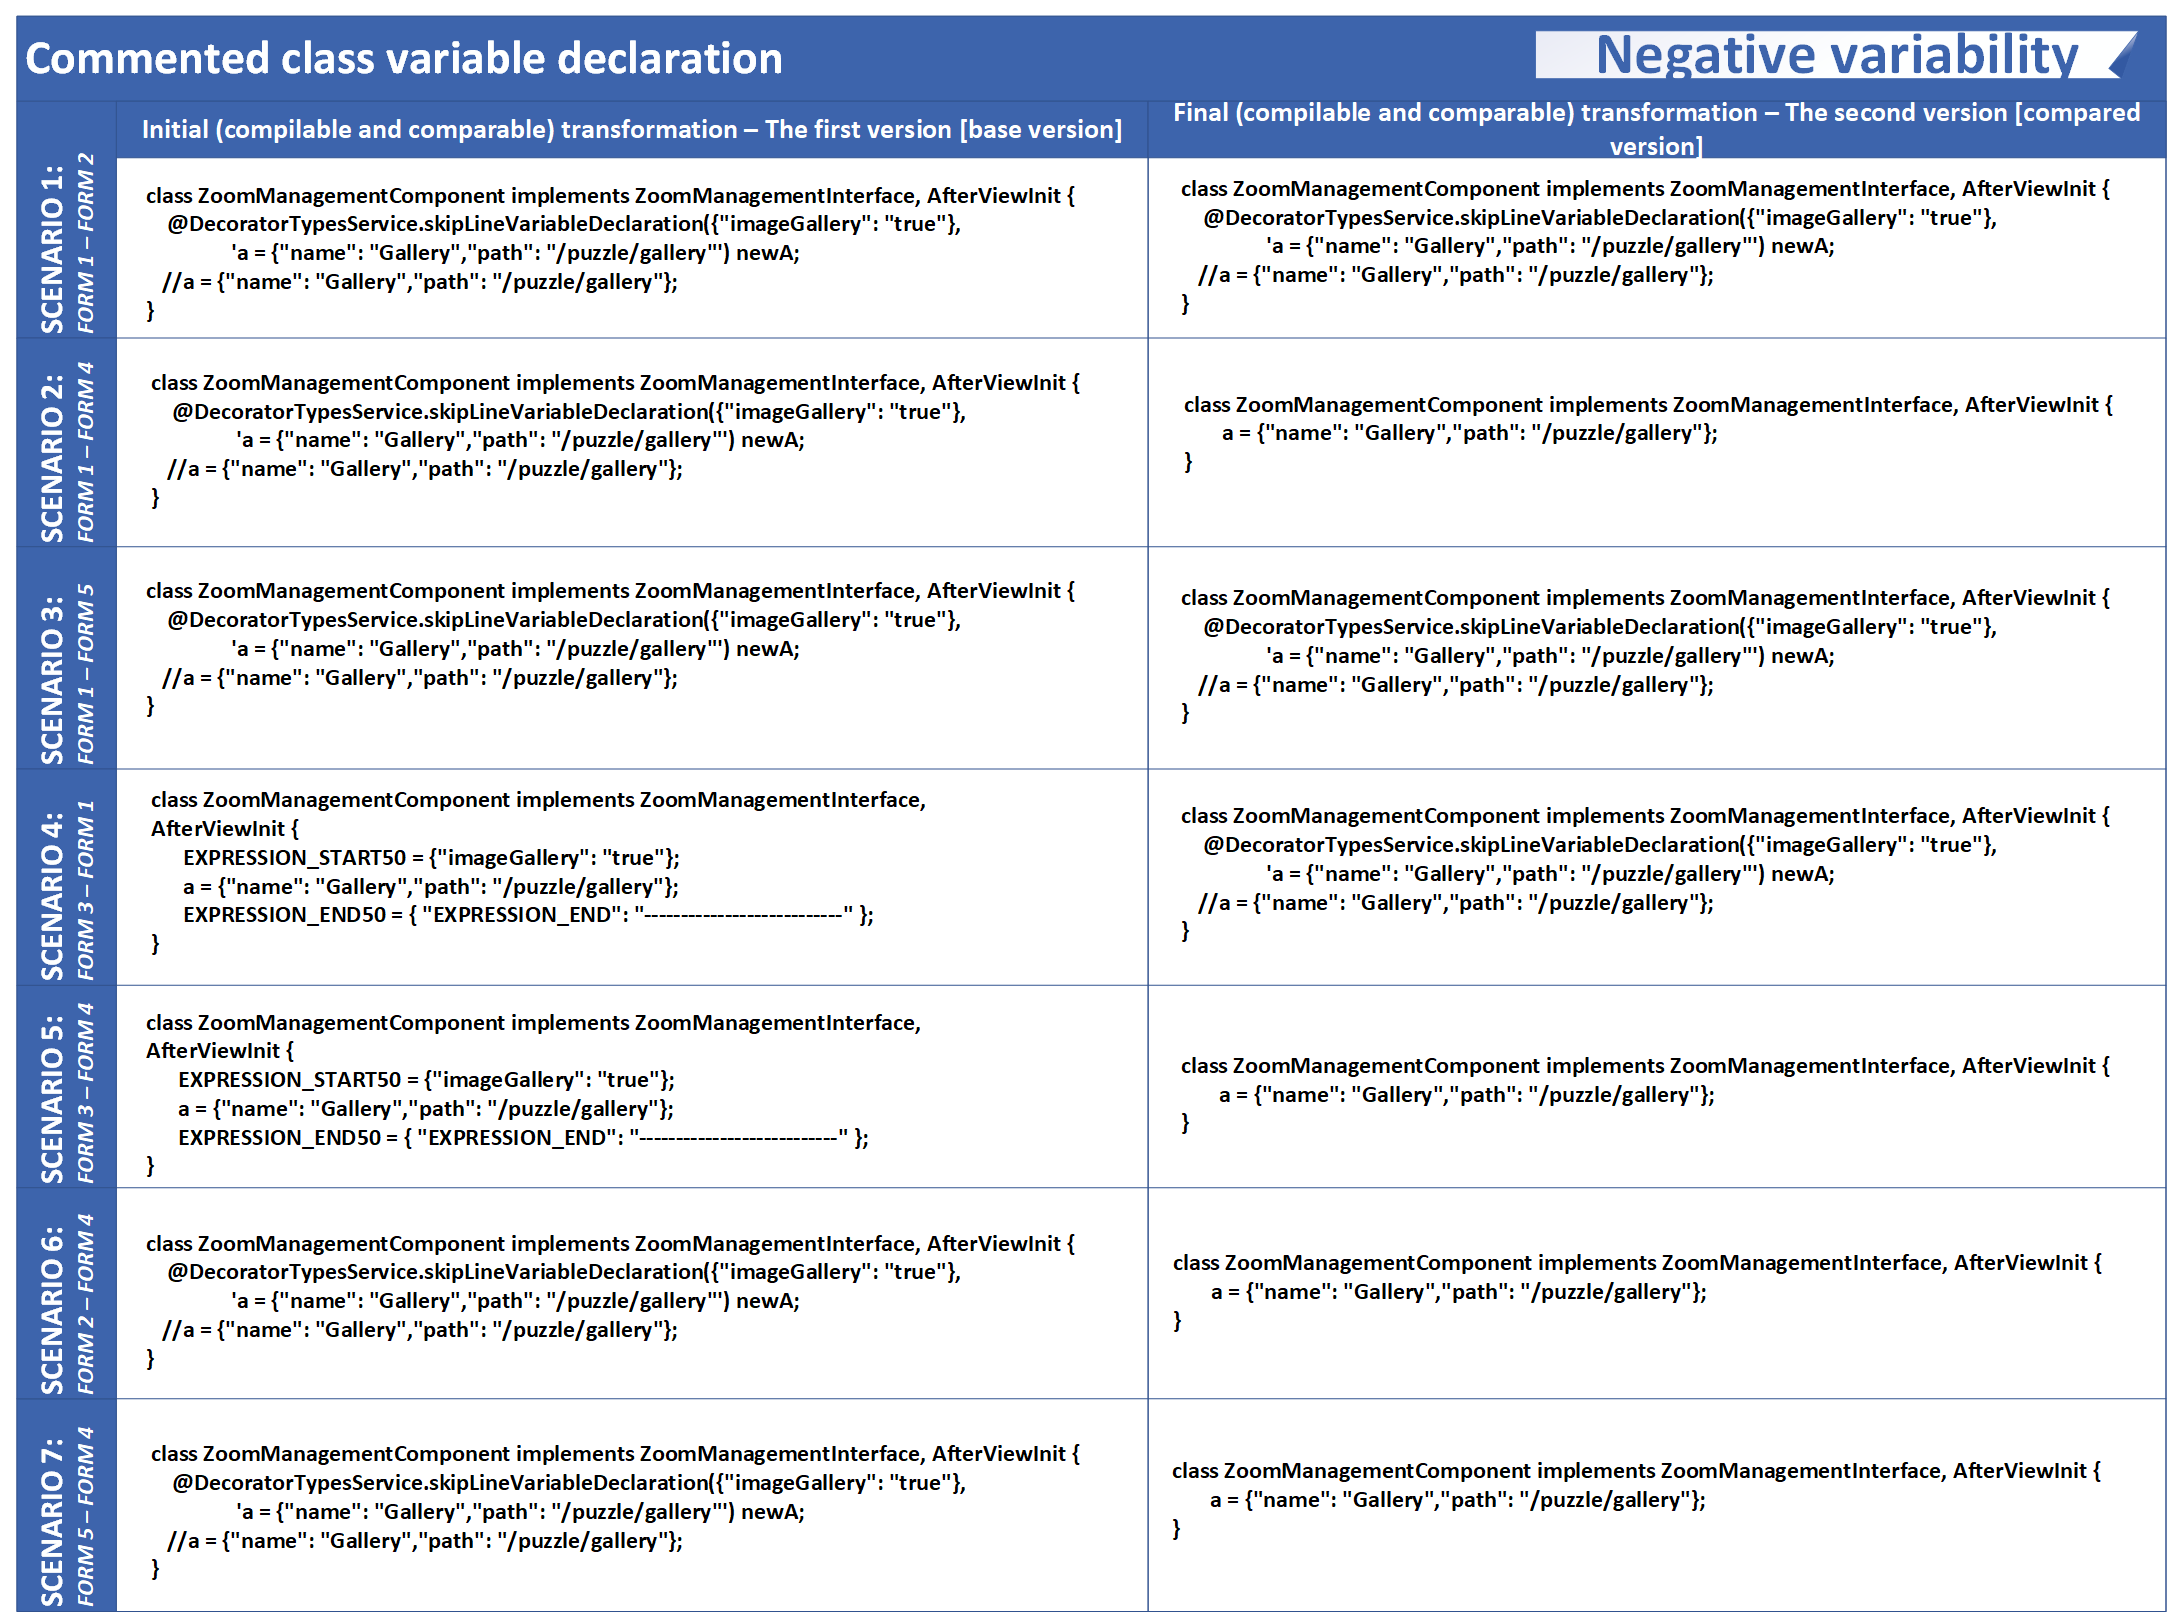 Commented class variable declaration
Negative variability
Initial (compilable and comparable) transformation – The first version [base version]
Final (compilable and comparable) transformation – The second version [compared
version]
SCENARIO 1:
FORM 1 – FORM 2
class ZoomManagementComponent implements ZoomManagementInterface, AfterViewInit {
@DecoratorTypesService.skipLineVariableDeclaration({"imageGallery": "true"},
'a = {"name": "Gallery","path": "/puzzle/gallery"') newA;
//a = {"name": "Gallery","path": "/puzzle/gallery"};
}
class ZoomManagementComponent implements ZoomManagementInterface, AfterViewInit {
@DecoratorTypesService.skipLineVariableDeclaration({"imageGallery": "true"},
'a = {"name": "Gallery","path": "/puzzle/gallery"') newA;
//a = {"name": "Gallery","path": "/puzzle/gallery"};
}
SCENARIO 2:
FORM 1 – FORM 4
class ZoomManagementComponent implements ZoomManagementInterface, AfterViewInit {
@DecoratorTypesService.skipLineVariableDeclaration({"imageGallery": "true"},
'a = {"name": "Gallery","path": "/puzzle/gallery"') newA;
//a = {"name": "Gallery","path": "/puzzle/gallery"};
}
class ZoomManagementComponent implements ZoomManagementInterface, AfterViewInit {
a = {"name": "Gallery","path": "/puzzle/gallery"};
}
SCENARIO 3:
FORM 1 – FORM 5
class ZoomManagementComponent implements ZoomManagementInterface, AfterViewInit {
@DecoratorTypesService.skipLineVariableDeclaration({"imageGallery": "true"},
'a = {"name": "Gallery","path": "/puzzle/gallery"') newA;
//a = {"name": "Gallery","path": "/puzzle/gallery"};
}
class ZoomManagementComponent implements ZoomManagementInterface, AfterViewInit {
@DecoratorTypesService.skipLineVariableDeclaration({"imageGallery": "true"},
'a = {"name": "Gallery","path": "/puzzle/gallery"') newA;
//a = {"name": "Gallery","path": "/puzzle/gallery"};
}
SCENARIO 4:
FORM 3 – FORM 1
class ZoomManagementComponent implements ZoomManagementInterface,
AfterViewInit {
EXPRESSION_START50 = {"imageGallery": "true"};
a = {"name": "Gallery","path": "/puzzle/gallery"};
EXPRESSION_END50 = { "EXPRESSION_END": "---------------------------" };
}
class ZoomManagementComponent implements ZoomManagementInterface, AfterViewInit {
@DecoratorTypesService.skipLineVariableDeclaration({"imageGallery": "true"},
'a = {"name": "Gallery","path": "/puzzle/gallery"') newA;
//a = {"name": "Gallery","path": "/puzzle/gallery"};
}
SCENARIO 5:
FORM 3 – FORM 4
class ZoomManagementComponent implements ZoomManagementInterface,
AfterViewInit {
EXPRESSION_START50 = {"imageGallery": "true"};
a = {"name": "Gallery","path": "/puzzle/gallery"};
EXPRESSION_END50 = { "EXPRESSION_END": "---------------------------" };
}
class ZoomManagementComponent implements ZoomManagementInterface, AfterViewInit {
a = {"name": "Gallery","path": "/puzzle/gallery"};
}
SCENARIO 6:
FORM 2 – FORM 4
class ZoomManagementComponent implements ZoomManagementInterface, AfterViewInit {
@DecoratorTypesService.skipLineVariableDeclaration({"imageGallery": "true"},
'a = {"name": "Gallery","path": "/puzzle/gallery"') newA;
//a = {"name": "Gallery","path": "/puzzle/gallery"};
}
class ZoomManagementComponent implements ZoomManagementInterface, AfterViewInit {
a = {"name": "Gallery","path": "/puzzle/gallery"};
}
SCENARIO 7:
FORM 5 – FORM 4
class ZoomManagementComponent implements ZoomManagementInterface, AfterViewInit {
@DecoratorTypesService.skipLineVariableDeclaration({"imageGallery": "true"},
'a = {"name": "Gallery","path": "/puzzle/gallery"') newA;
//a = {"name": "Gallery","path": "/puzzle/gallery"};
}
class ZoomManagementComponent implements ZoomManagementInterface, AfterViewInit {
a = {"name": "Gallery","path": "/puzzle/gallery"};
}